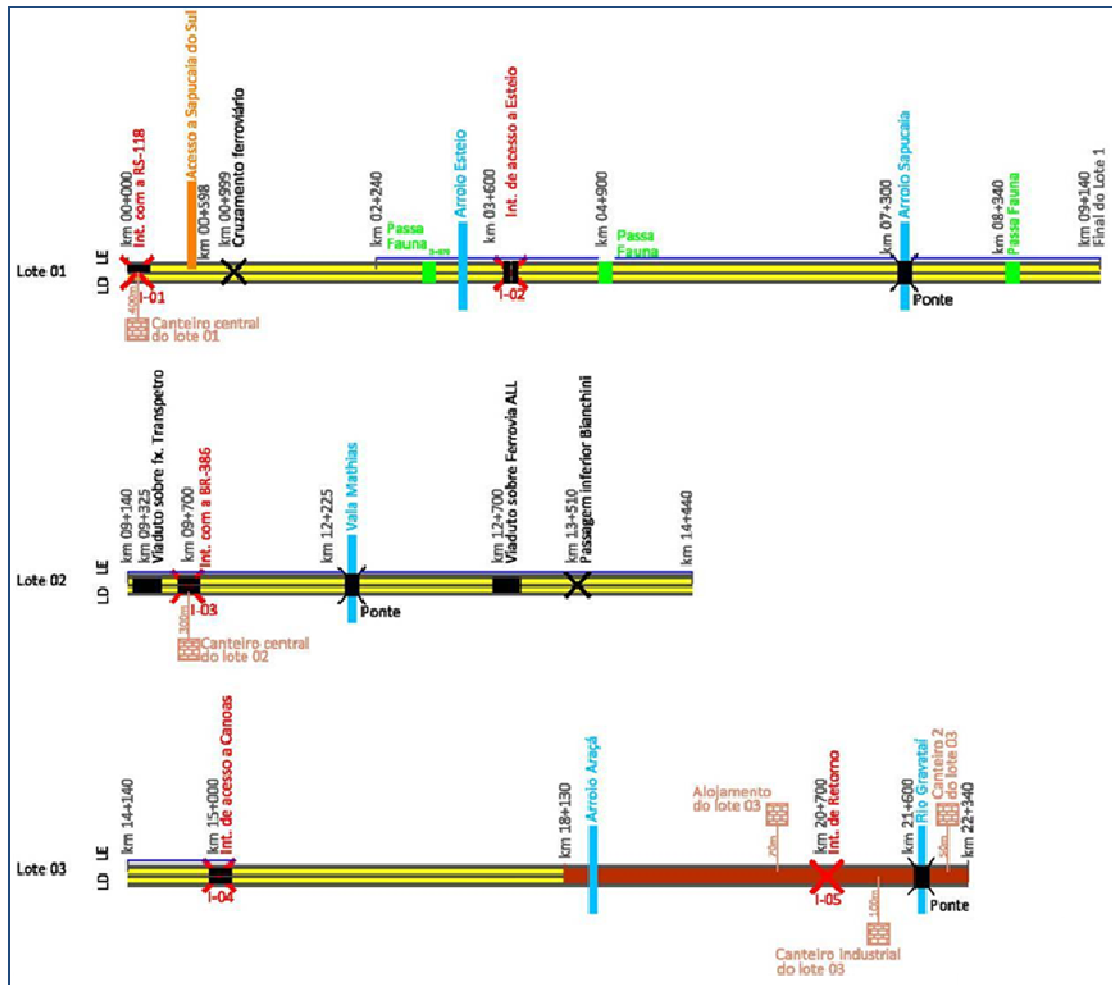 Lote 01
LE
LD
km 00+000
Int. com a RS-118
Acesso a Sapucaia do Sul
km 00+598
km 00+999
Cruzamento ferroviário
km 02+240
Passa
Fauna
Arroio Esteio
km 03+600
Int. de acesso a Esteio
km 04+900
Passa
Fauna
km 07+300
Arroio Sapucaia
km 08+340
Passa Fauna
km 09+140
Final do Lote 1
I-01
I-02
Ponte
400m
Canteiro central
do lote 01
Lote 02
LE
LD
km 09+140
km 09+325
Viaduto sobre fx. Transpetro
km 09+700
Int. com a BR-386
km 12+225
Valla Mathias
km 12+700
Viaduto sobre Ferrovia ALL
km 13+510
Passagem inferior Bianchini
km 14+440
I-03
Ponte
300m
Canteiro central
do lote 02
Lote 03
LE
LD
km 14+140
km 15+000
Int. de acesso a Canoas
km 18+130
Arroio Araçá
Alojamento
do lote 03
70m
km 20+700
Int. de Retorno
km 21+600
Rio Gravataí
Canteiro 2
do lote 03
50m
km 22+340
I-04
I-05
Ponte
100m
Canteiro industrial
do lote 03